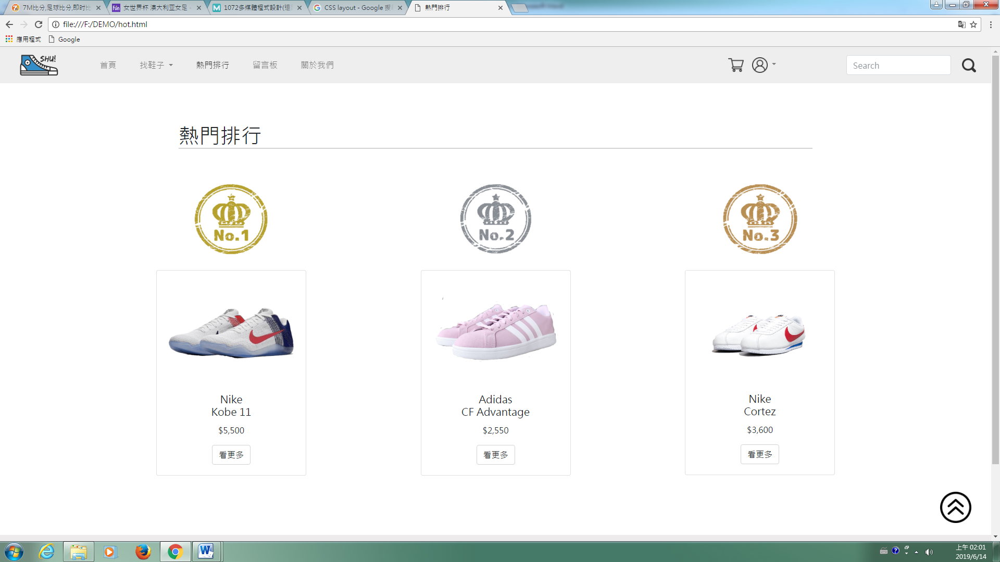 7M比分,足球比分,即时比
女世界杯 澳大利亚女足 -
1072多媒體程式設計(遠
CSS layout - Google 搜
熱門排行
file:///F:/DEMO/hot.html
應用程式
Google
SHU!
首頁
找鞋子
熱門排行
留言板
關於我們
Search
熱門排行
No.1
No.2
No.3
Nike
Kobe 11
$5,500
看更多
Adidas
CF Advantage
$2,550
看更多
Nike
Cortez
$3,600
看更多
上午 02:01
2019/6/14